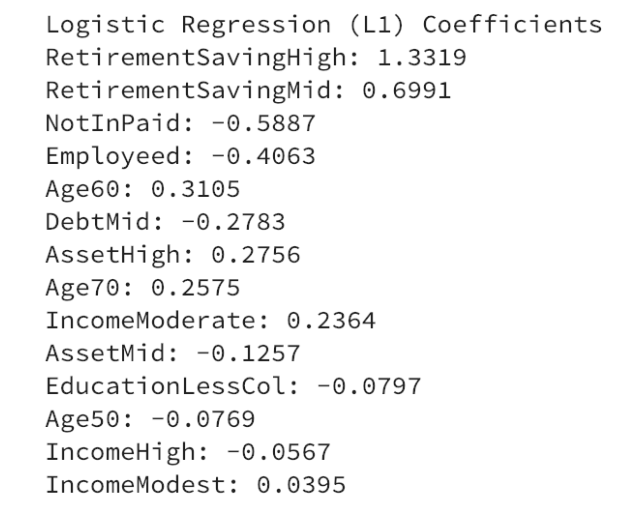 Logistic Regression (L1) Coefficients
RetirementSavingHigh: 1.3319
RetirementSavingMid: 0.6991
NotInPaid: -0.5887
Employeed: -0.4063
Age60: 0.3105
DebtMid: -0.2783
AssetHigh: 0.2756
Age70: 0.2575
IncomeModerate: 0.2364
AssetMid: -0.1257
EducationLessCol: -0.0797
Age50: -0.0769
IncomeHigh: -0.0567
IncomeModest: 0.0395